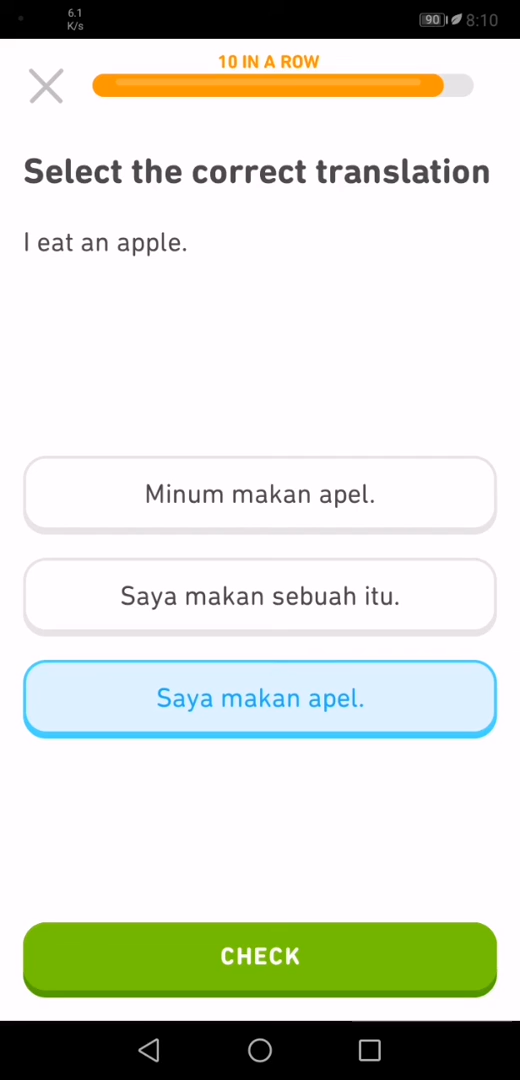 6.1
K/s
90
8:10
10 IN A ROW
Select the correct translation
I eat an apple.
Minum makan apel.
Saya makan sebuah itu.
Saya makan apel.
CHECK